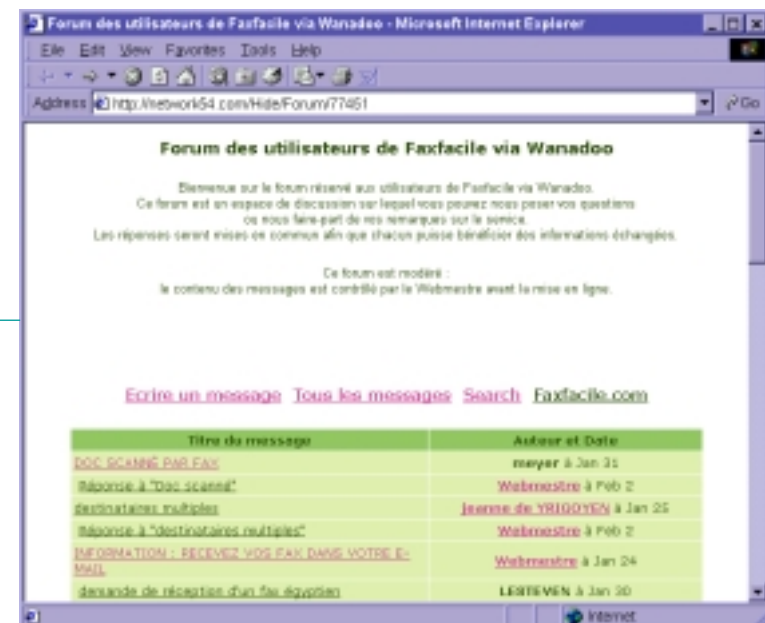 Forum des utilisateurs de Faxfacile via Wanadoo - Microsoft Internet Explorer
File Edit View Favorites Tools Help
Address http://network54.com/Hide/Forum/77451 Go
Forum des utilisateurs de Faxfacile via Wanadoo
Bienvenue sur le forum réservé aux utilisateurs de Faxfacile via Wanadoo.
Ce forum est un espace de discussion sur lequel vous pouvez nous poser vos questions
ou nous faire-part de vos remarques sur le service.
Les réponses seront mises en commun afin que chacun puisse bénéficier des informations échangées.
Ce forum est modéré :
le contenu des messages est contrôlé par le Webmestre avant la mise en ligne.
Ecrire un message Tous les messages Search Faxfacile.com
Titre du message Auteur et Date
DOC SCANNÉ PAR FAX meyer à Jan 31
Réponse à "Doc scanné" Webmestre à Feb 2
destinataires multiples jeanne de YRIGOYEN à Jan 25
Réponse à "destinataires multiples" Webmestre à Feb 2
INFORMATION : RECEVEZ VOS FAX DANS VOTRE E-
MAIL Webmestre à Jan 24
demande de réception d'un fax égyptien LESTEVEN à Jan 30
Internet